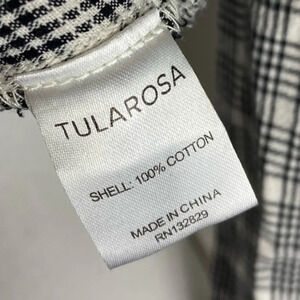 TULAROSA
SHELL: 100% COTTON
MADE IN CHINA
RN132829